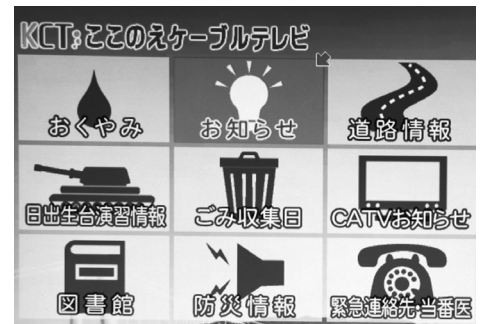 KCT:ここのえケーブルテレビ
おくやみ
お知らせ
道路情報
日出生台演習情報
ごみ収集日
CATVお知らせ
図書館
防災情報
緊急連絡先・当番医